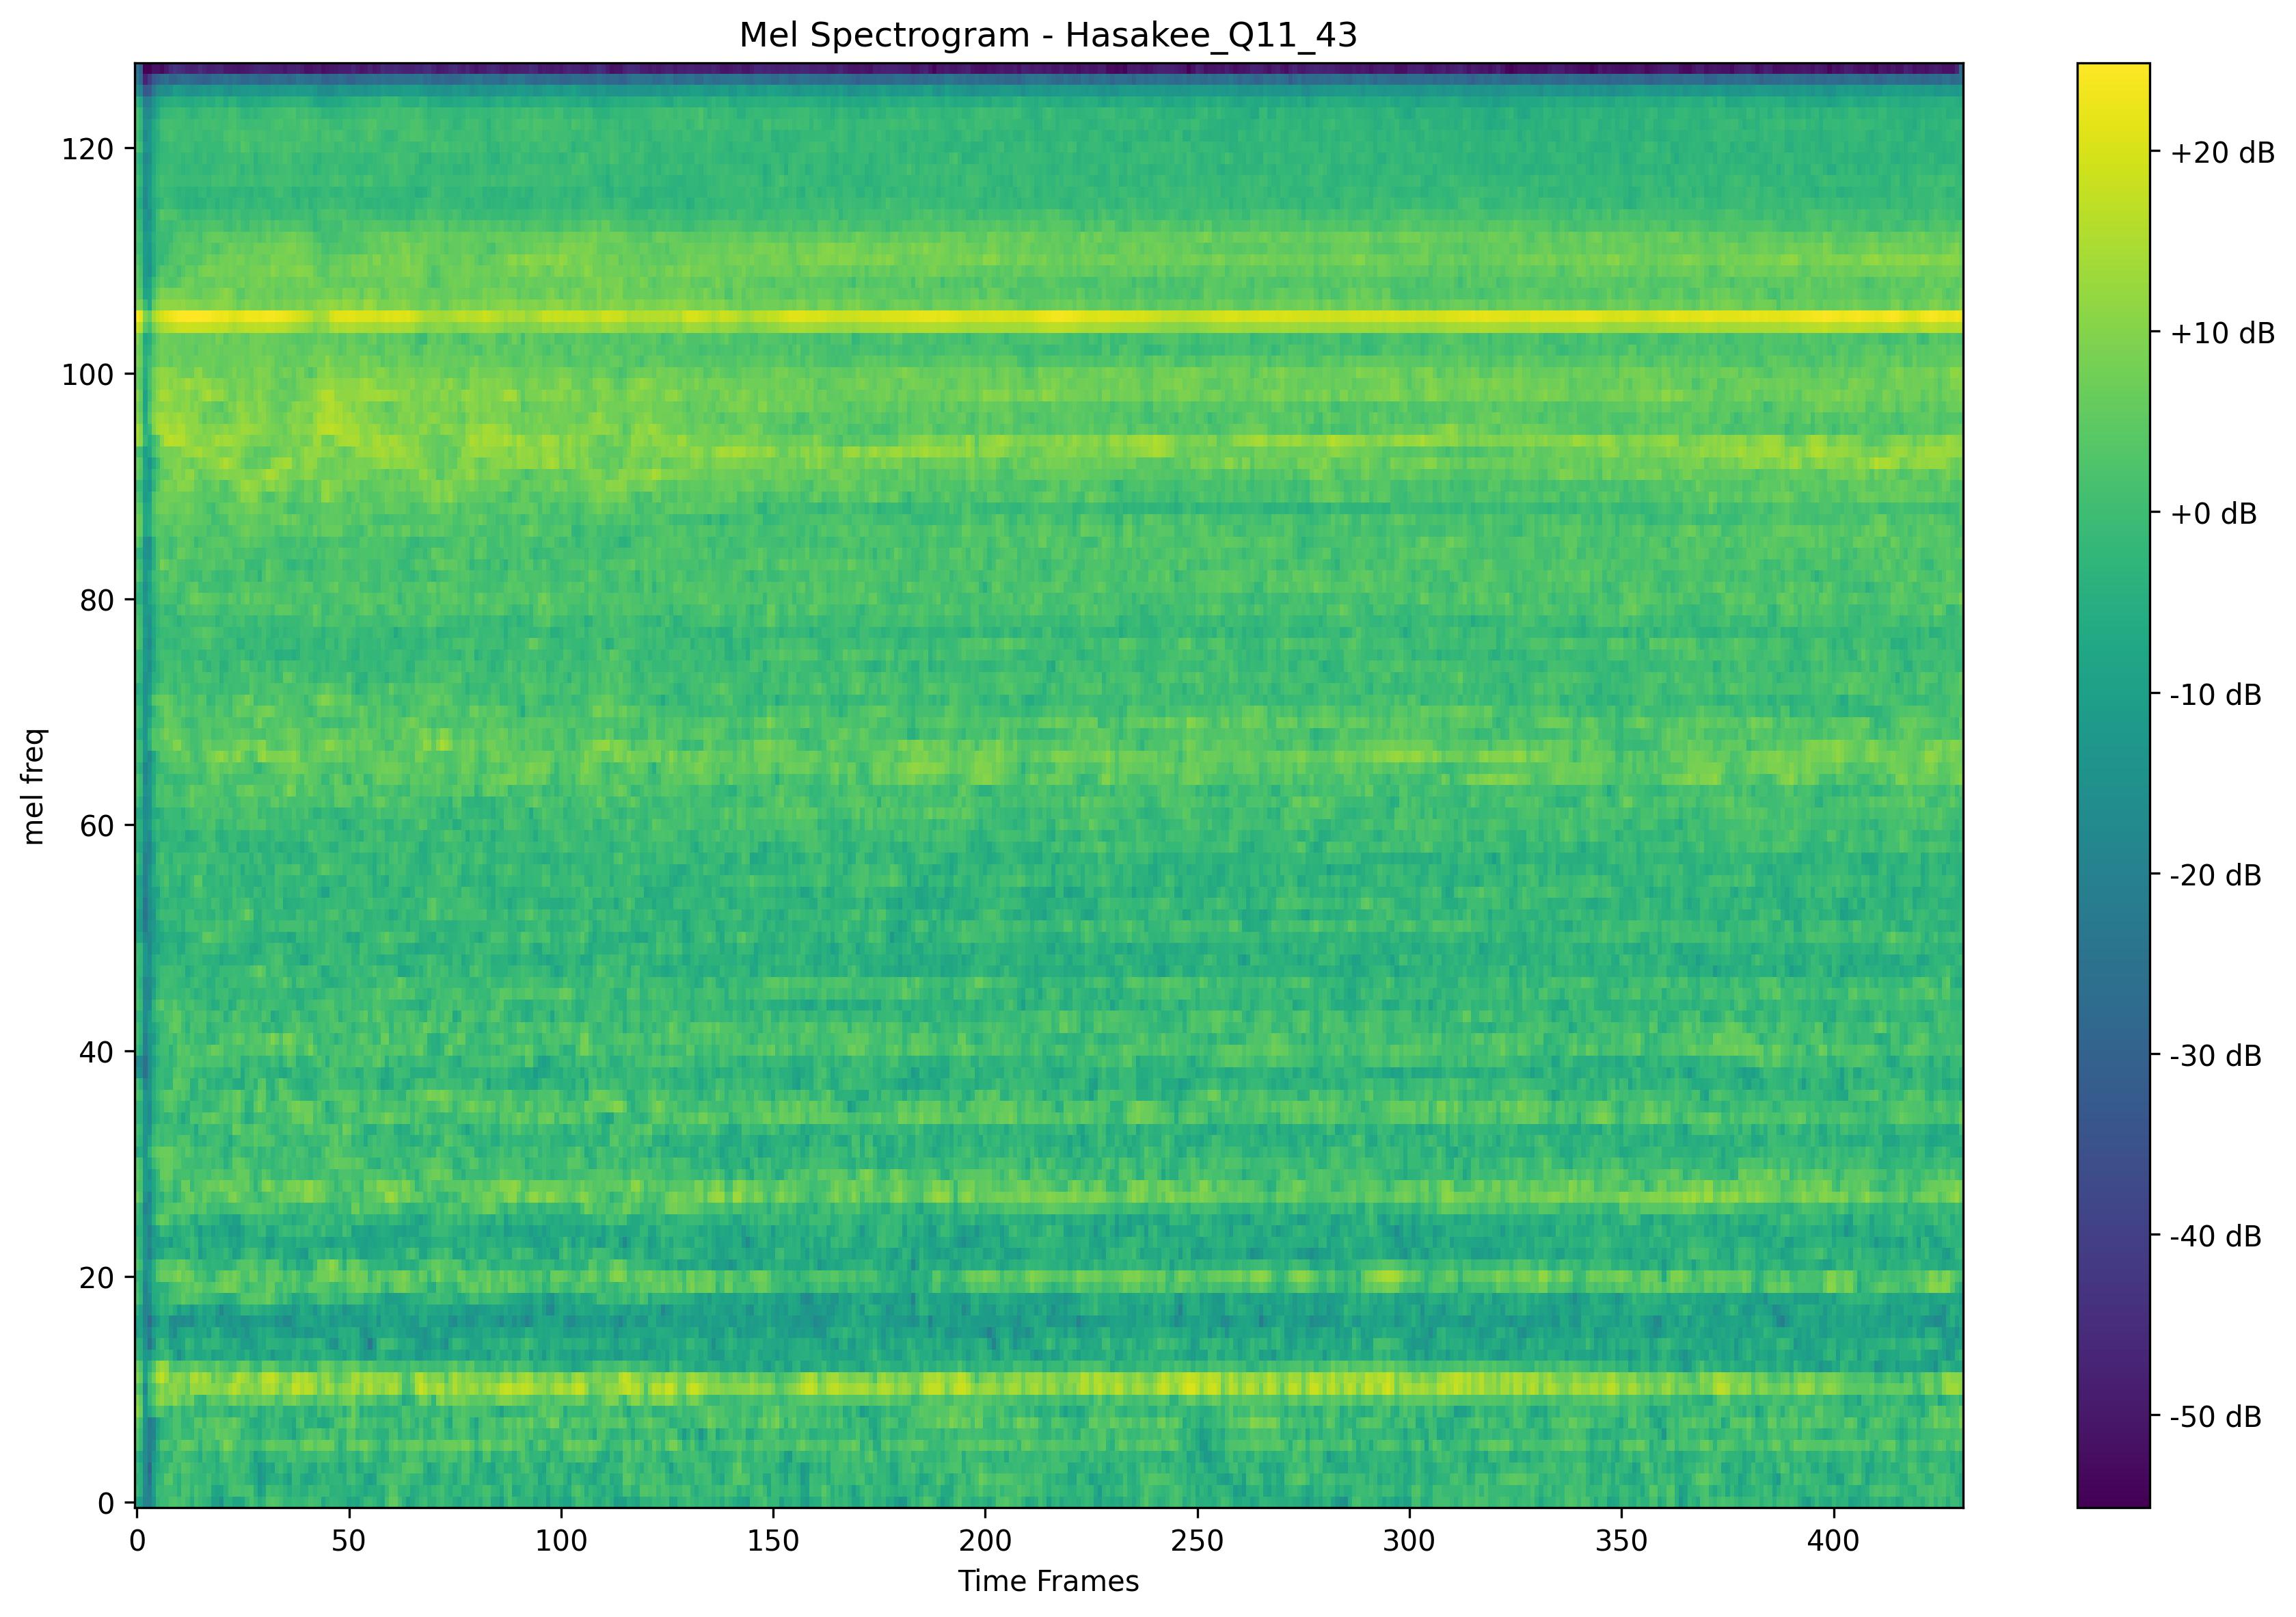 Mel Spectrogram - Hasakee_Q11_43
mel freq
120
100
80
60
40
20
0
0 50 100 150 200 250 300 350 400
Time Frames
+20 dB
+10 dB
+0 dB
-10 dB
-20 dB
-30 dB
-40 dB
-50 dB